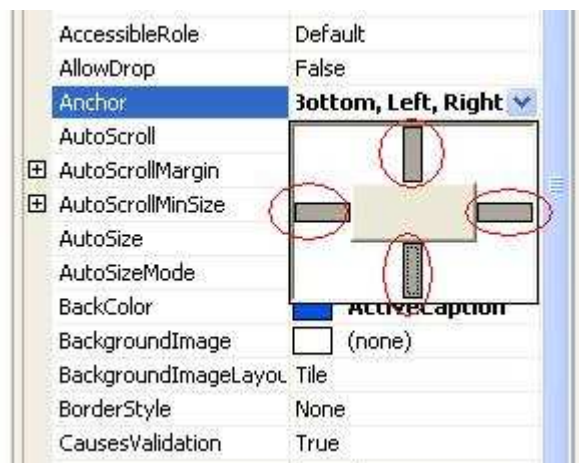 AccessibleRole Default
AllowDrop False
Anchor Bottom, Left, Right
AutoScroll
AutoScrollMargin
AutoScrollMinSize
AutoSize
AutoSizeMode
BackColor ActiveCaption
BackgroundImage (none)
BackgroundImageLayou Tile
BorderStyle None
CausesValidation True